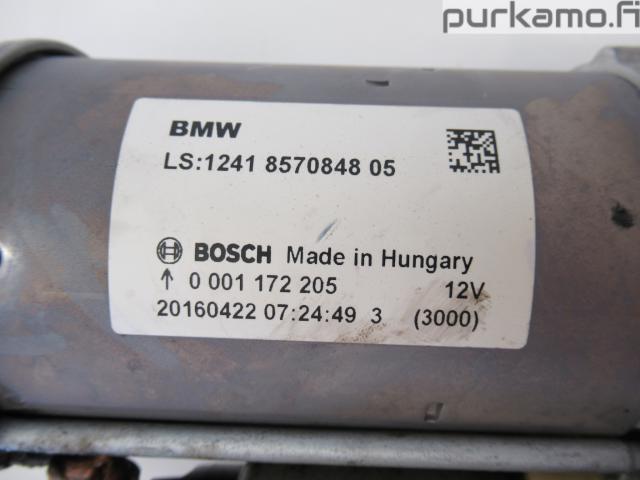 purkamo.fi
BMW
LS:1241 8570848 05
BOSCH Made in Hungary
↑ 0 001 172 205 12V
20160422 07:24:49 3 (3000)